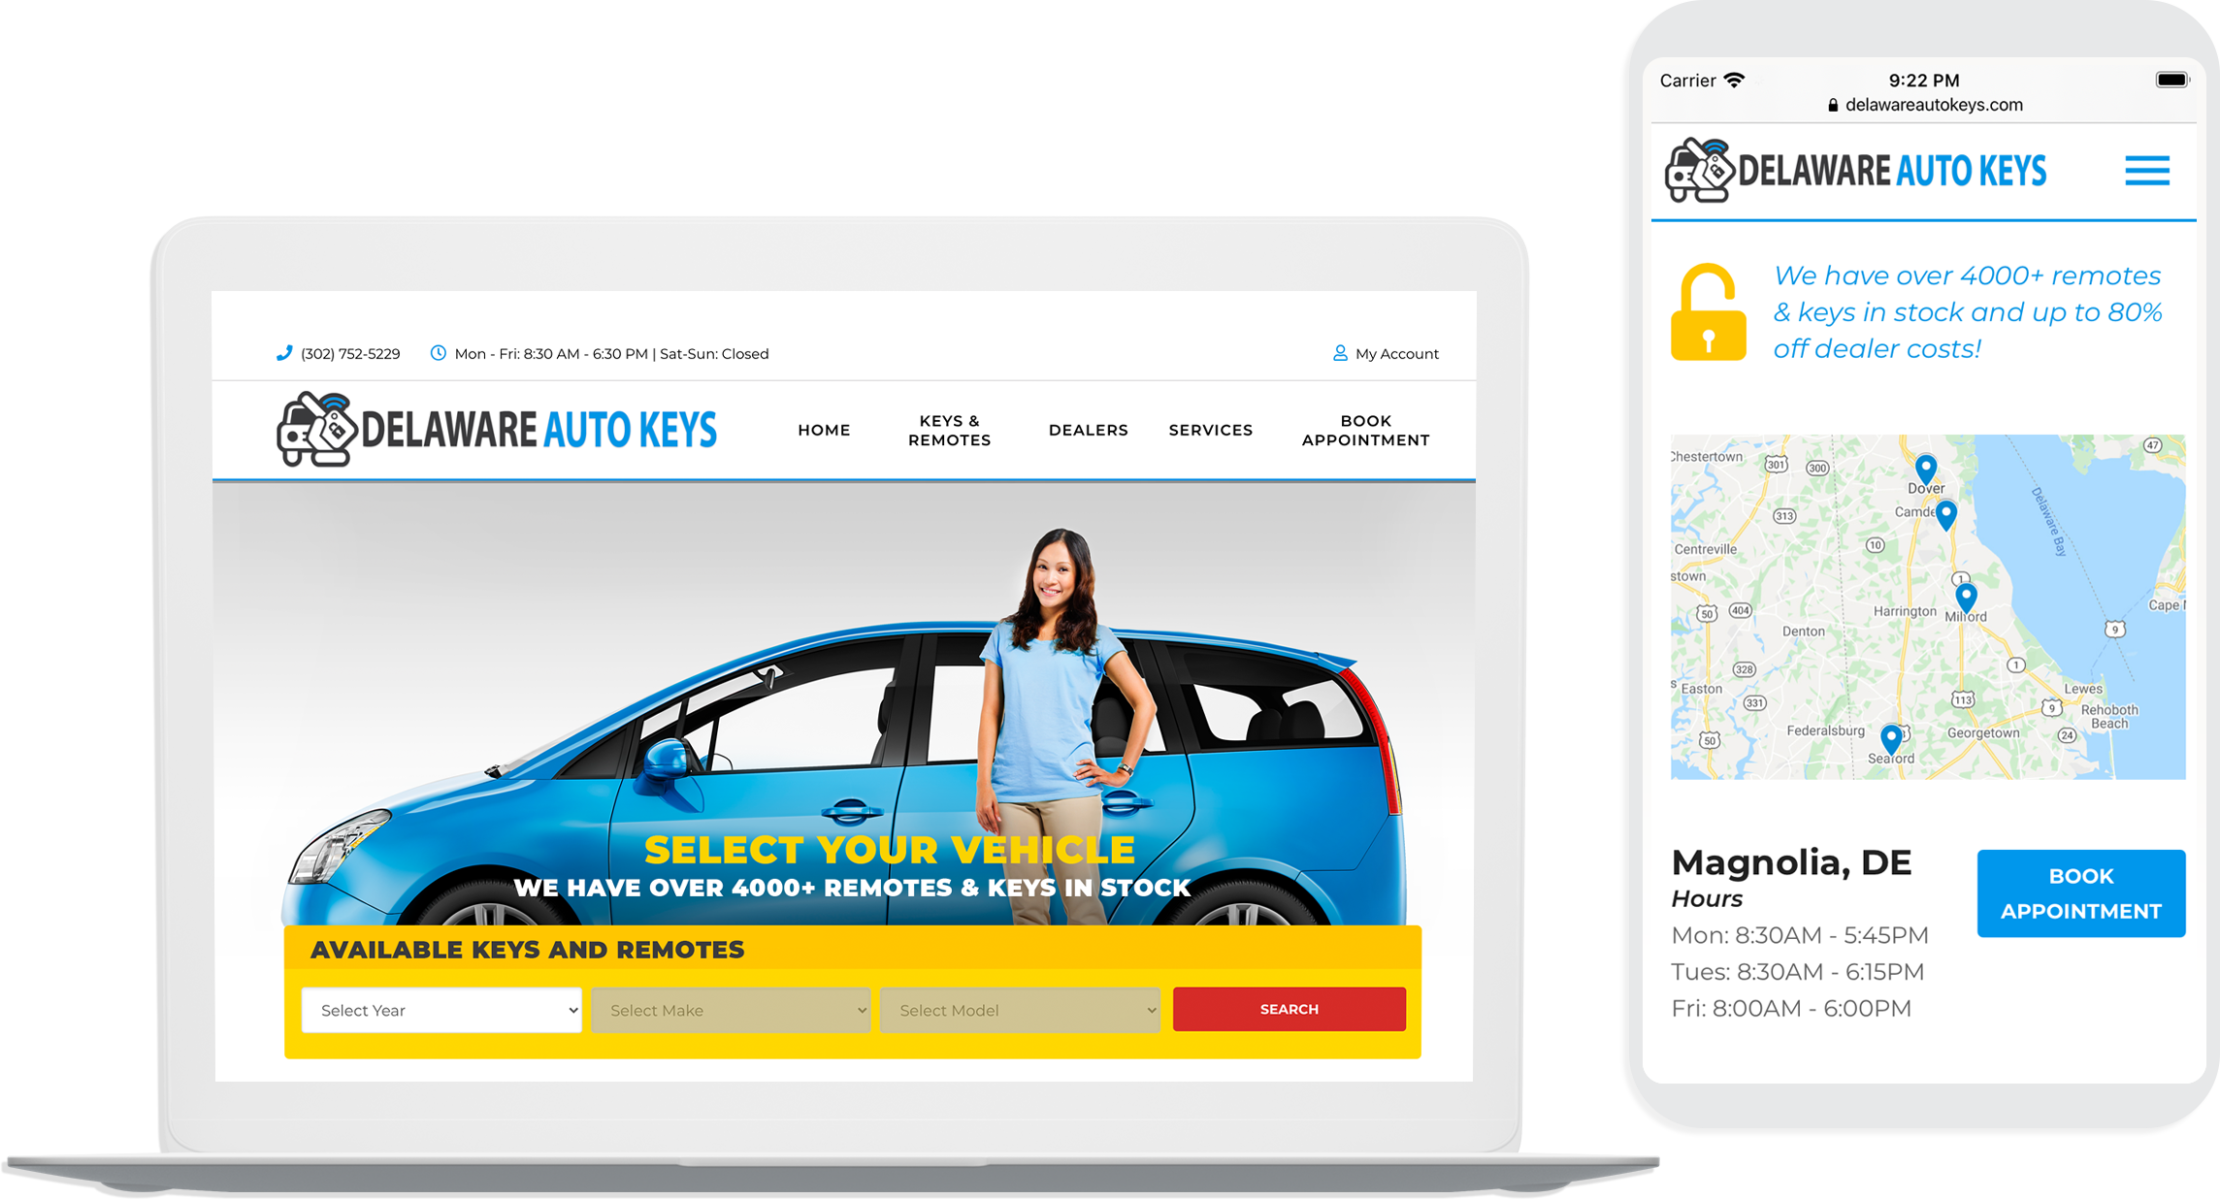 (302) 752-5229
Mon - Fri: 8:30 AM - 6:30 PM | Sat-Sun: Closed
My Account
DELAWARE AUTO KEYS
HOME
KEYS &
REMOTES
DEALERS
SERVICES
BOOK
APPOINTMENT
SELECT YOUR VEHICLE
WE HAVE OVER 4000+ REMOTES & KEYS IN STOCK
AVAILABLE KEYS AND REMOTES
Select Year
Select Make
Select Model
SEARCH
Carrier
9:22 PM
delawareautokeys.com
DELAWARE AUTO KEYS
We have over 4000+ remotes
& keys in stock and up to 80%
off dealer costs!
47
Chestertown
301
300
Dover
313
Camde
Delaware Bay
10
Centreville
stown
1
50
404
Harrington
Milford
Cape
9
Denton
328
1
s
Easton
331
113
9
Lewes
Rehoboth
Beach
50
Federalsburg
Georgetown
24
Seaford
Magnolia, DE
Hours
Mon: 8:30AM - 5:45PM
Tues: 8:30AM - 6:15PM
Fri: 8:00AM - 6:00PM
BOOK
APPOINTMENT